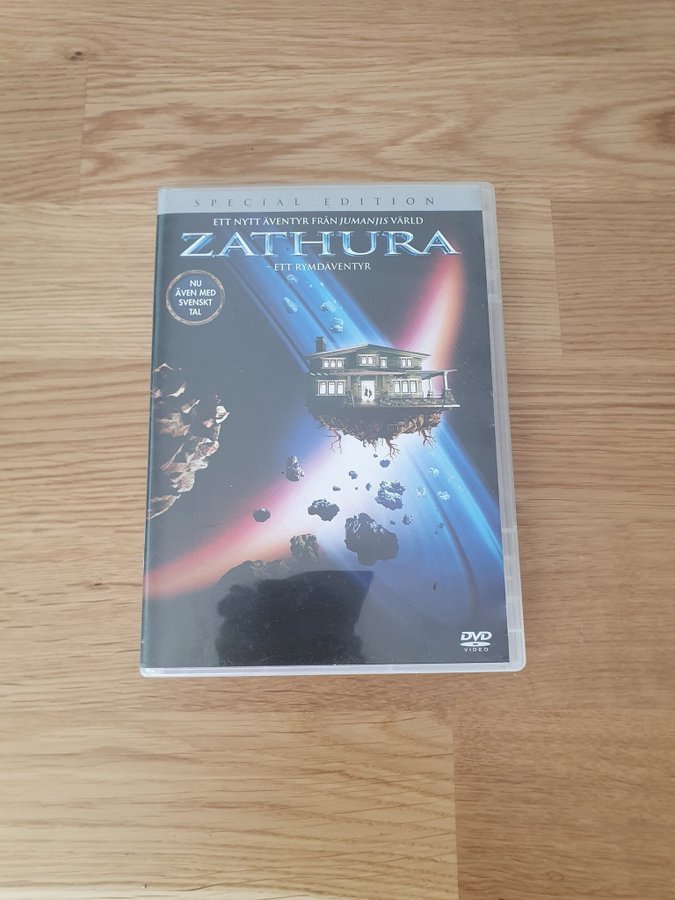 SPECIAL EDITION
ETT NYTT ÄVENTYR FRÅN JUMANJIS VÄRLD
ZATHURA
- ETT RYMDÄVENTYR
NU
ÄVEN MED
SVENSKT
TAL
DVD
VIDEO